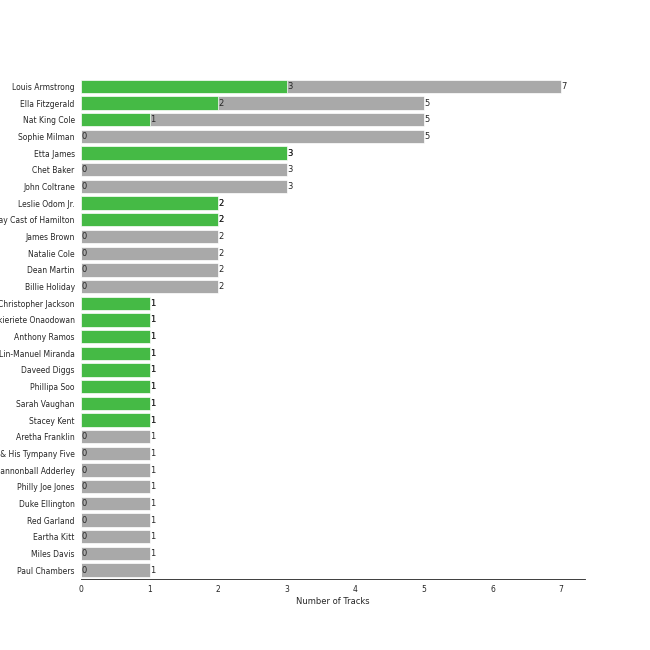 Louis Armstrong 3 7
Ella Fitzgerald 2 5
Nat King Cole 1 5
Sophie Milman 0 5
Etta James 3
Chet Baker 0 3
John Coltrane 0 3
Leslie Odom Jr. 2
ay Cast of Hamilton 2
James Brown 0 2
Natalie Cole 0 2
Dean Martin 0 2
Billie Holiday 0 2
Christopher Jackson 1
kieriete Onaodowan 1
Anthony Ramos 1
Lin-Manuel Miranda 1
Daveed Diggs 1
Phillipa Soo 1
Sarah Vaughan 1
Stacey Kent 1
Aretha Franklin 0 1
& His Tympany Five 0 1
annonball Adderley 0 1
Philly Joe Jones 0 1
Duke Ellington 0 1
Red Garland 0 1
Eartha Kitt 0 1
Miles Davis 0 1
Paul Chambers 0 1
0 1 2 3 4 5 6 7
Number of Tracks